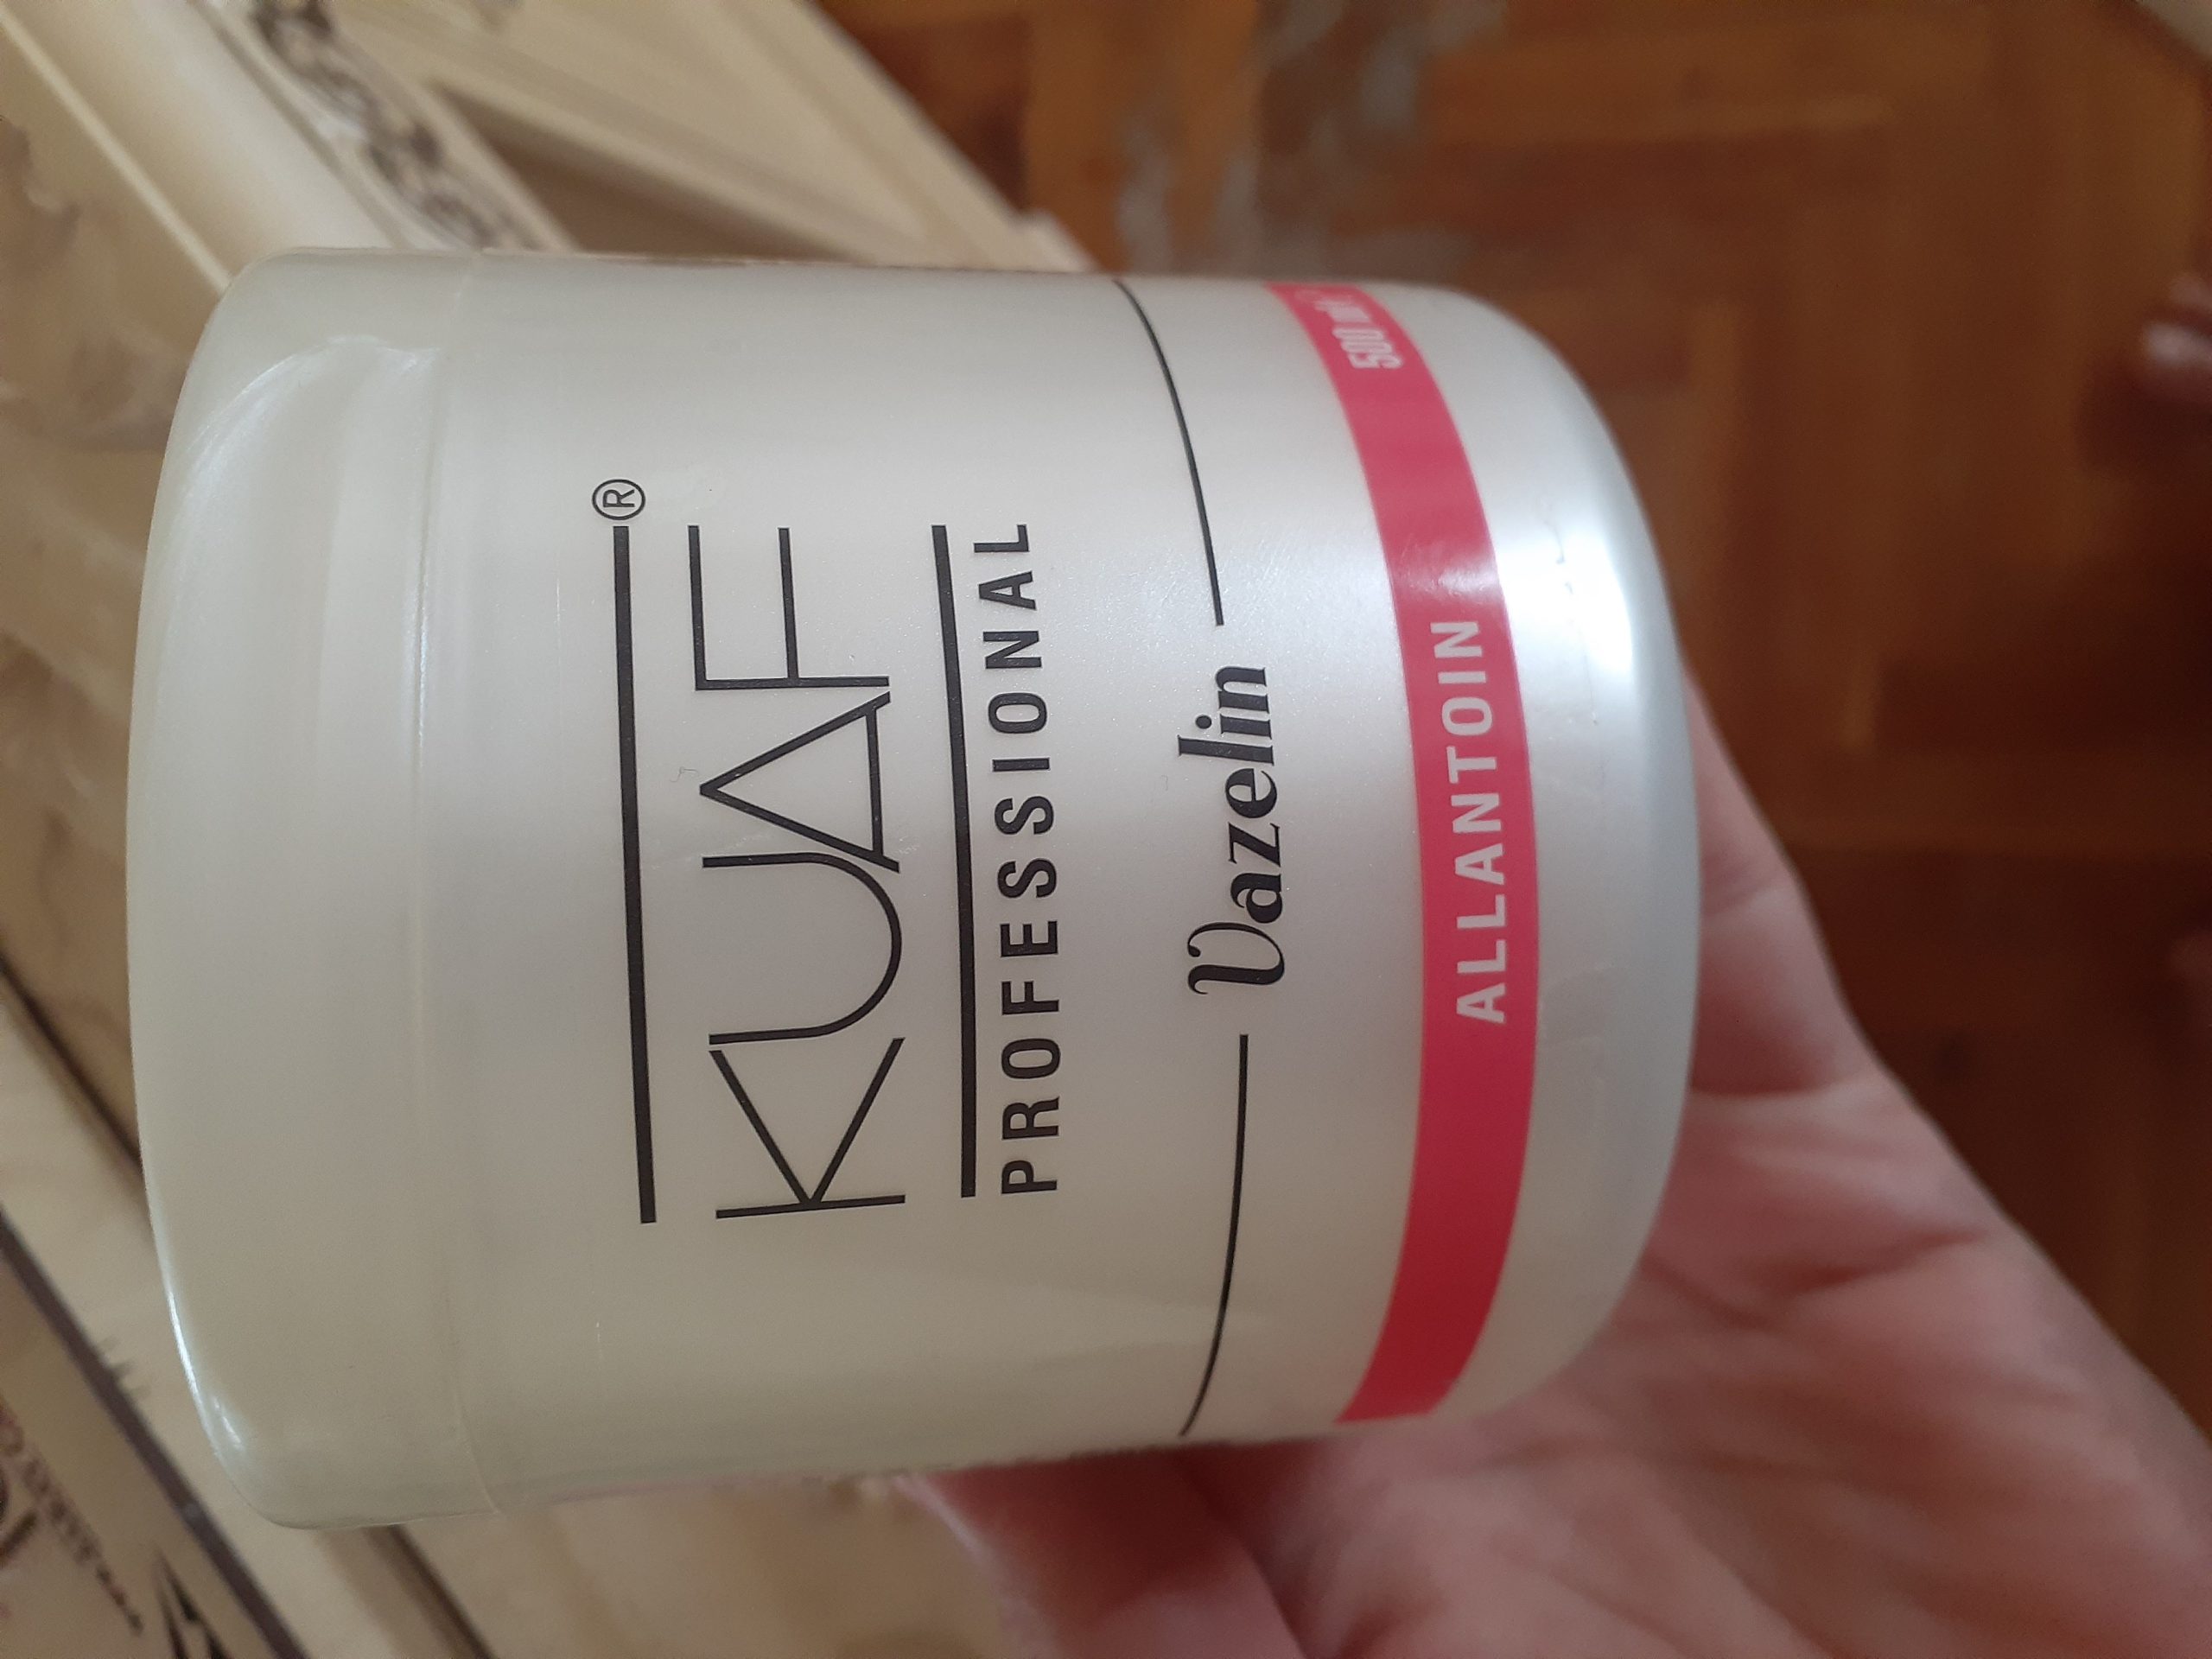 KUAF®
PROFESSIONAL
Vazelin
ALLANTOIN
500 ml